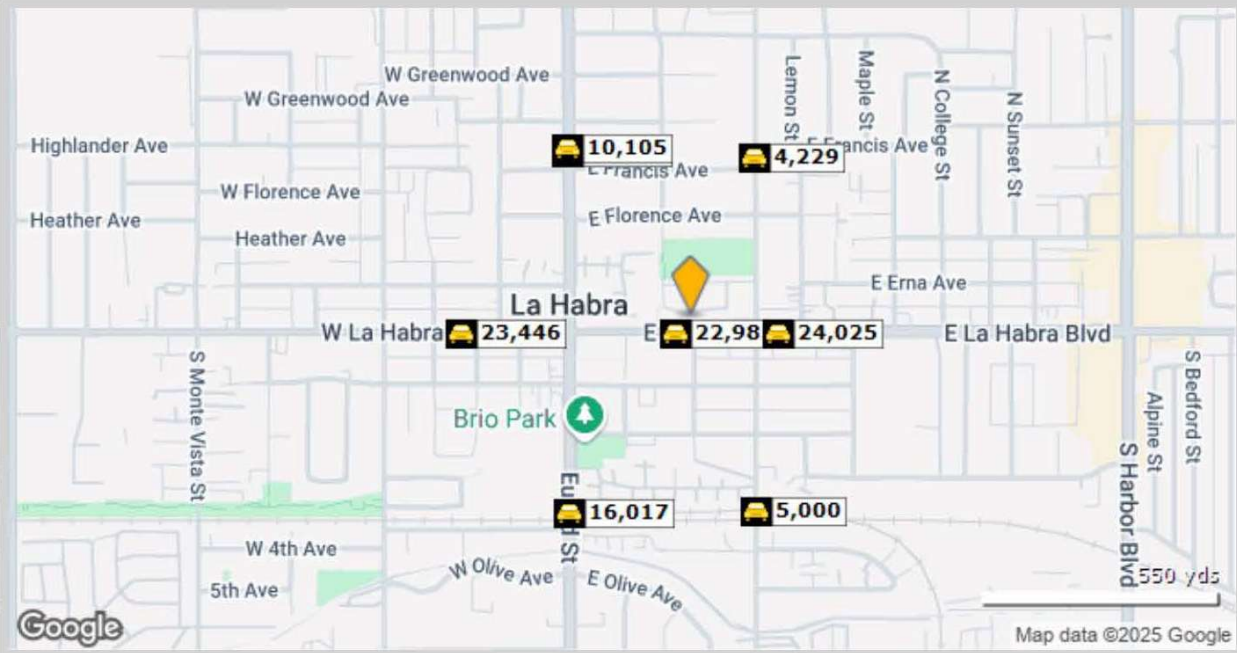 W Greenwood Ave
W Greenwood Ave
Lemon St
Maple St
N College St
N Sunset St
Highlander Ave
10,105
4,229
Francis Ave
Francis Ave
W Florence Ave
Heather Ave
E Florence Ave
Heather Ave
E Erna Ave
La Habra
W La Habra
23,446
E
22,98
24,025
E La Habra Blvd
S Monte Vista St
S Bedford St
Alpine St
Brio Park
S Harbor Blvd
16,017
5,000
St
W 4th Ave
W Olive Ave
E Olive Ave
5th Ave
550 yds
Google
Map data ©2025 Google